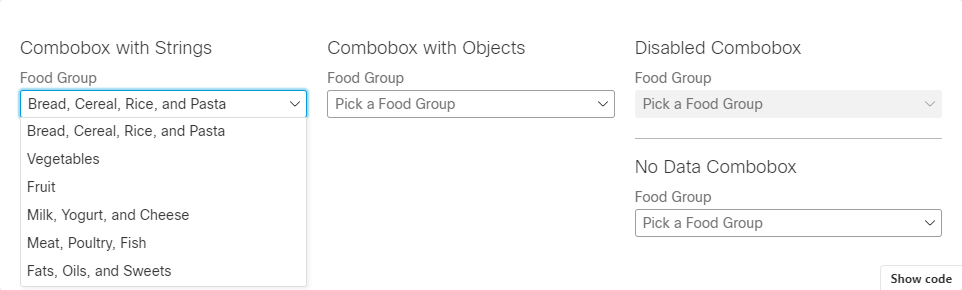 Combobox with Strings
Food Group
Bread, Cereal, Rice, and Pasta
Bread, Cereal, Rice, and Pasta
Vegetables
Fruit
Milk, Yogurt, and Cheese
Meat, Poultry, Fish
Fats, Oils, and Sweets
Combobox with Objects
Food Group
Pick a Food Group
Disabled Combobox
Food Group
Pick a Food Group
No Data Combobox
Food Group
Pick a Food Group
Show code